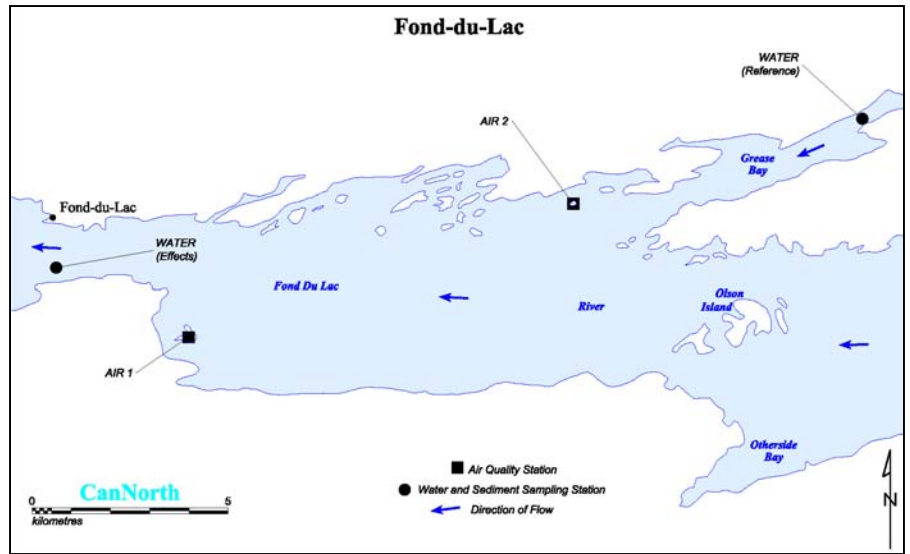 Fond-du-Lac
WATER
(Reference)
AIR 2
Grease
Bay
Fond-du-Lac
WATER
(Effects)
Fond Du Lac
River
Olson
Island
AIR 1
Otherside
Bay
Air Quality Station
Water and Sediment Sampling Station
Direction of Flow
CanNorth
0 5
kilometres
N